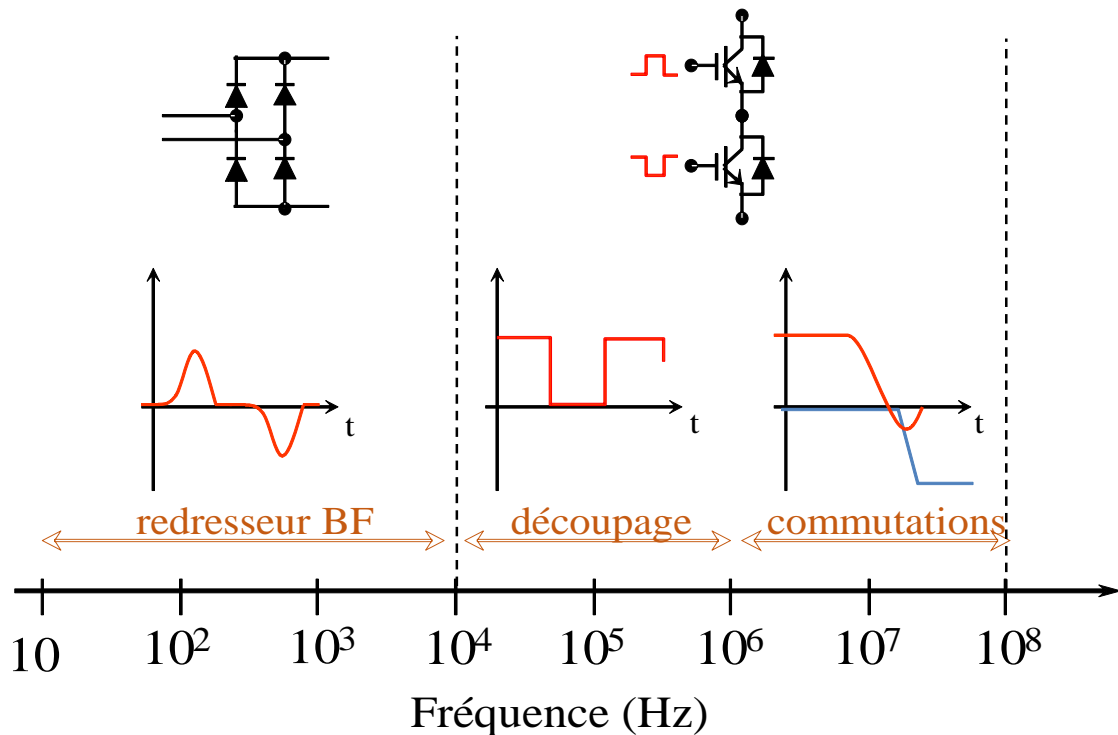 t
t
t
redresseur BF
découpage
commutations
10 10² 10³ 10⁴ 10⁵ 10⁶ 10⁷ 10⁸
Fréquence (Hz)